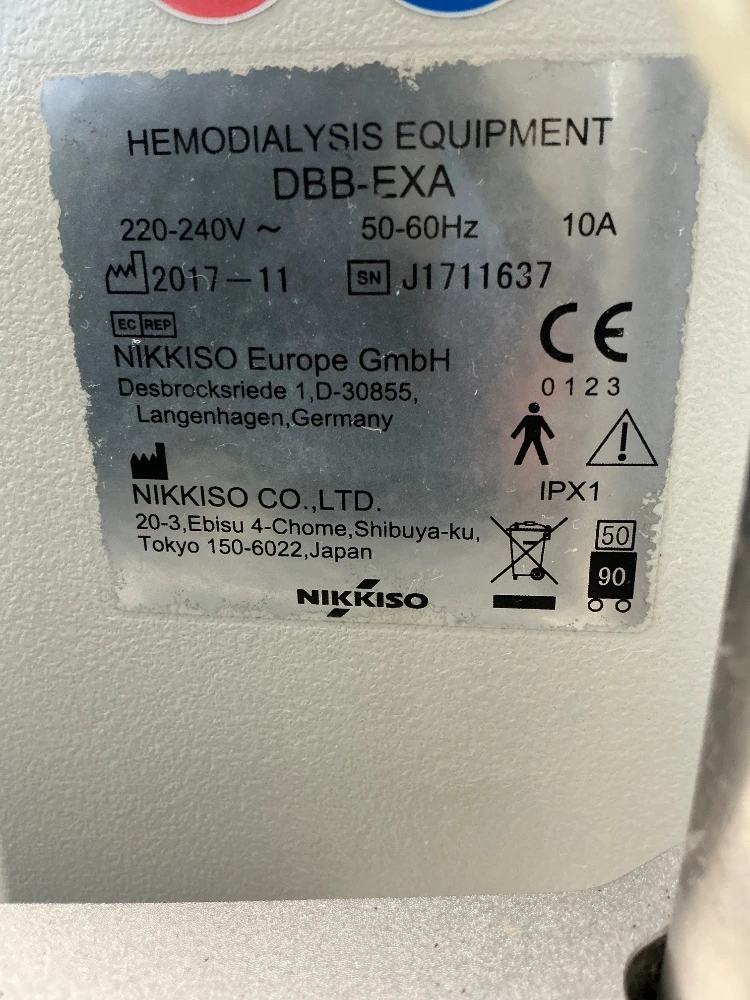 HEMODIALYSIS EQUIPMENT
DBB-EXA
220-240V ~ 50-60Hz 10A
2017-11 SN J1711637
EC REP
NIKKISO Europe GmbH
Desbrocksriede 1,D-30855,
Langenhagen,Germany
CE
0123
NIKKISO CO.,LTD.
20-3,Ebisu 4-Chome,Shibuya-ku,
Tokyo 150-6022,Japan
IPX1
50
90
NIKKISO